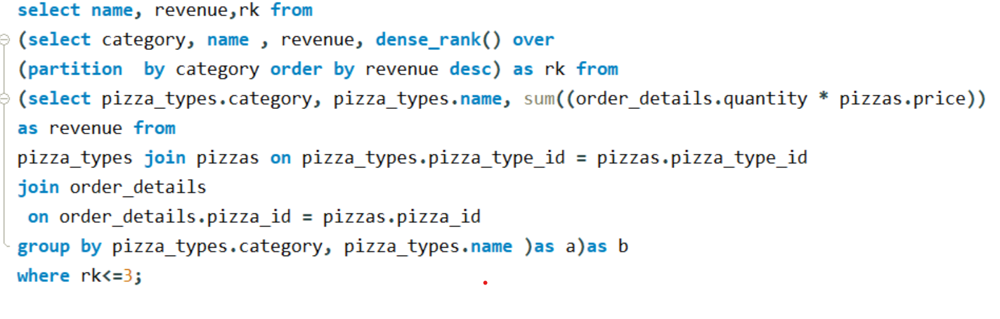 select name, revenue,rk from
(select category, name , revenue, dense_rank() over
(partition  by category order by revenue desc) as rk from
(select pizza_types.category, pizza_types.name, sum((order_details.quantity * pizzas.price))
as revenue from
pizza_types join pizzas on pizza_types.pizza_type_id = pizzas.pizza_type_id
join order_details
 on order_details.pizza_id = pizzas.pizza_id
group by pizza_types.category, pizza_types.name )as a)as b
where rk<=3;